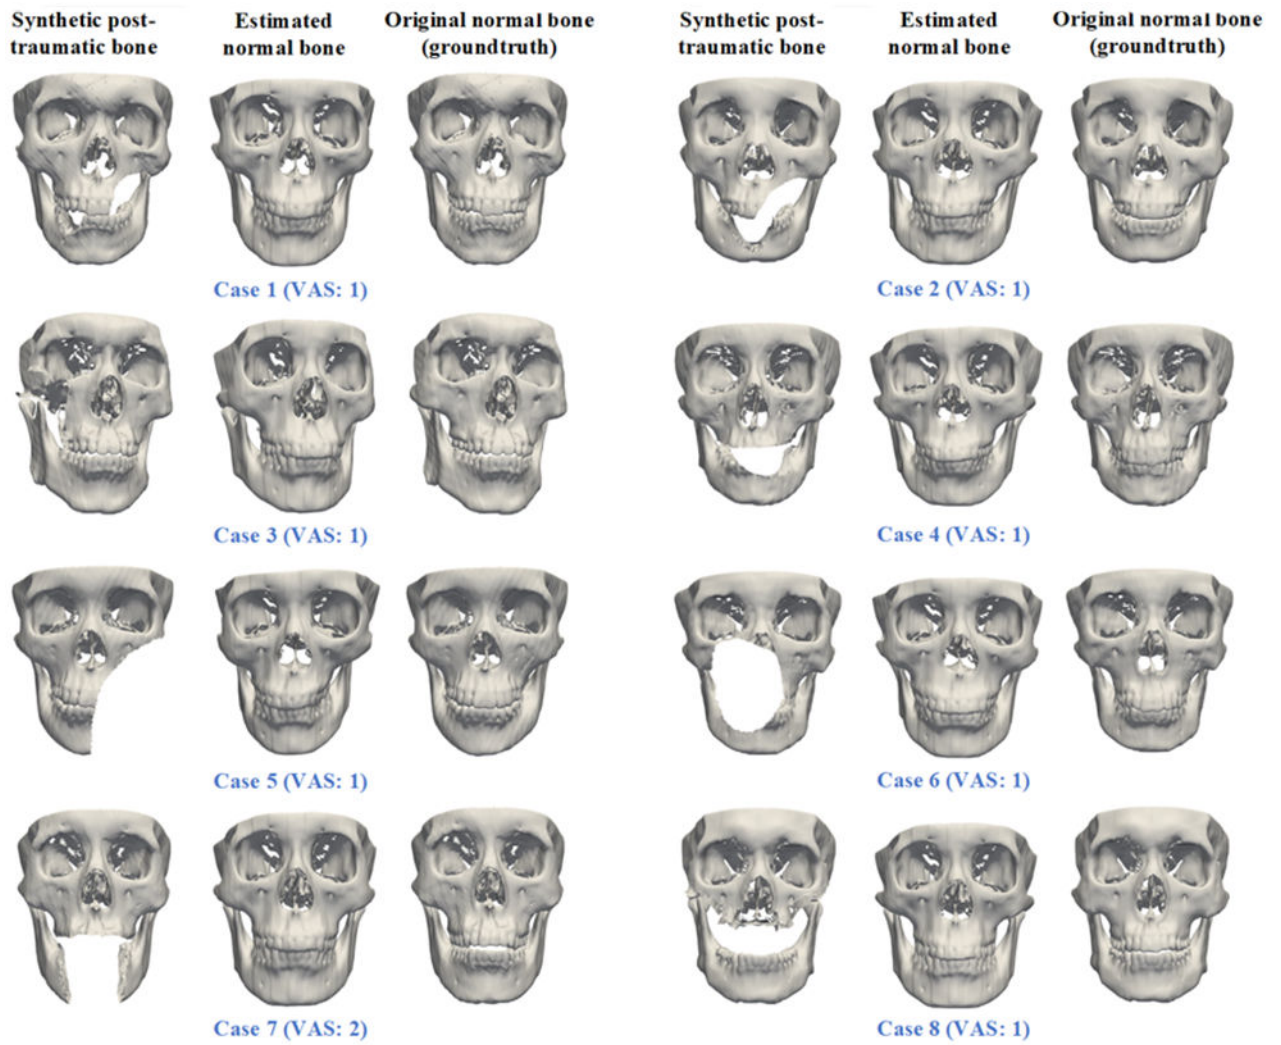 Synthetic post-
traumatic bone
Estimated
normal bone
Original normal bone
(groundtruth)
Synthetic post-
traumatic bone
Estimated
normal bone
Original normal bone
(groundtruth)
Case 1 (VAS: 1)
Case 2 (VAS: 1)
Case 3 (VAS: 1)
Case 4 (VAS: 1)
Case 5 (VAS: 1)
Case 6 (VAS: 1)
Case 7 (VAS: 2)
Case 8 (VAS: 1)